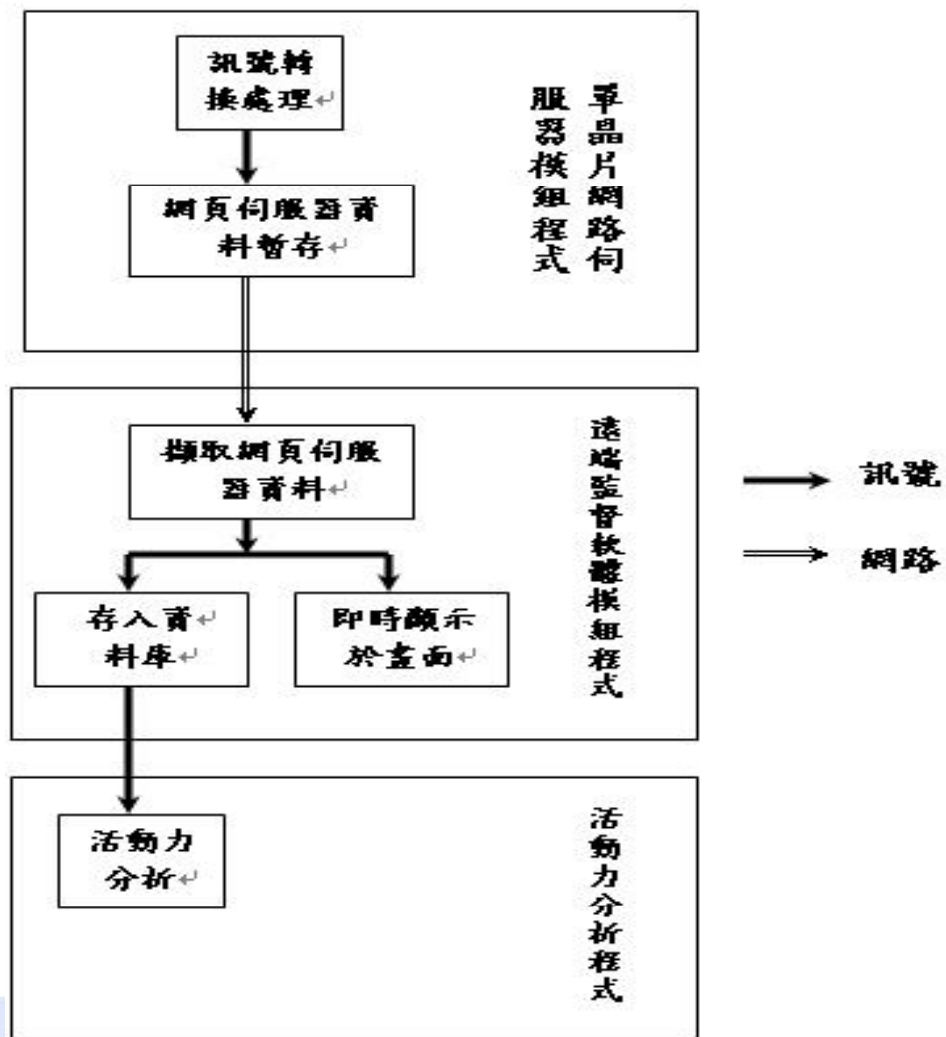 訊號轉
換處理
網頁伺服器資
料暫存
單晶片網路伺
服器模組程式
擷取網頁伺服
器資料
存入資
料庫
即時顯示
於畫面
遠端監督軟體模組程式
活動力
分析
活動力分析程式
訊號
網路